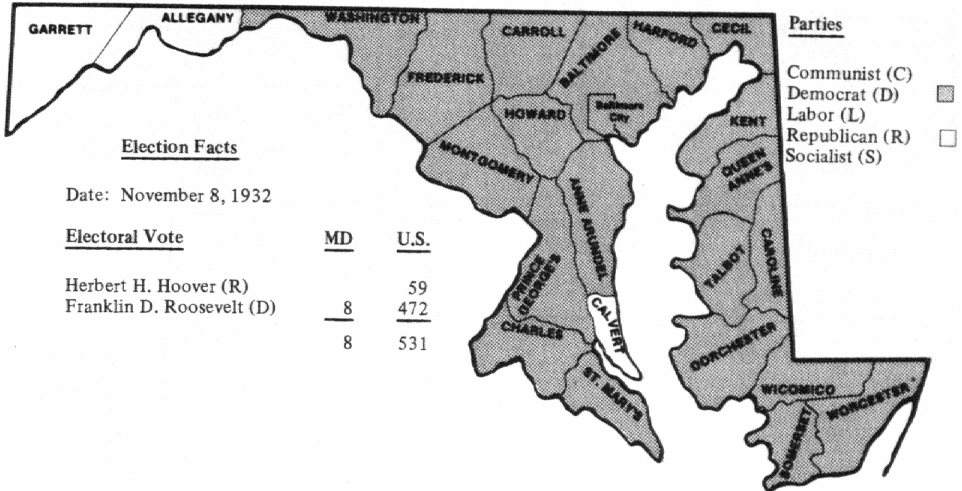 GARRETT
ALLEGANY
WASHINGTON
FREDERICK
CARROLL
BALTIMORE
HARFORD
CECIL
Baltimore
City
HOWARD
MONTGOMERY
KENT
QUEEN
ANNE'S
ANNE ARUNDEL
PRINCE
GEORGE'S
TALBOT
CAROLINE
CALVERT
CHARLES
ST. MARY'S
DORCHESTER
WICOMICO
WORCESTER
SOMERSET
Parties
Communist (C)
Democrat (D)
Labor (L)
Republican (R)
Socialist (S)
Election Facts
Date: November 8, 1932
Electoral Vote MD U.S.
Herbert H. Hoover (R) 59
Franklin D. Roosevelt (D) 8 472
8 531